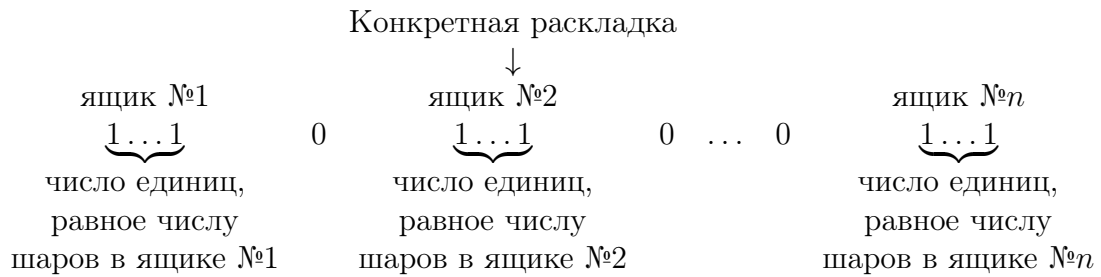 Конкретная раскладка
↓
ящик №1 ящик №2 ящик №n
1...1 0 1...1 0 ... 0 1...1
число единиц, число единиц, число единиц,
равное числу равное числу равное числу
шаров в ящике №1 шаров в ящике №2 шаров в ящике №n